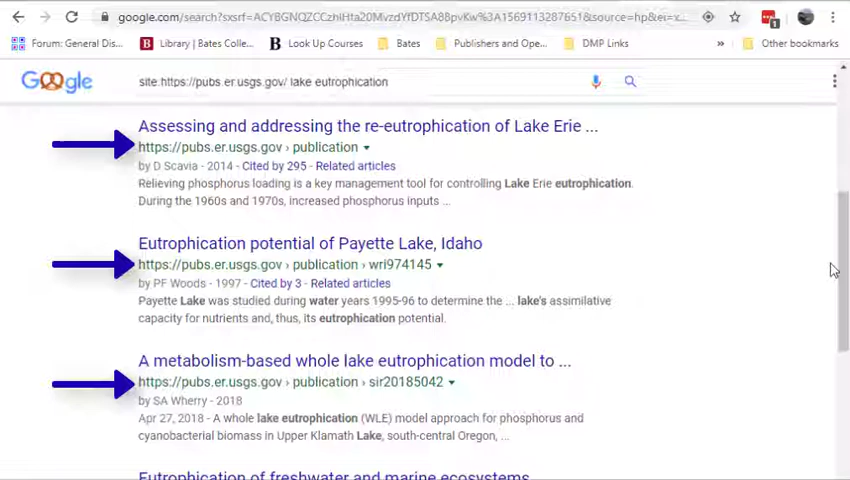 google.com/search?sxsrf=
Forum: General Dis... Library | Bates Coll... Look Up Courses Bates Publishers and Ope... DMP Links » Other bookmarks
Google site:https://pubs.er.usgs.gov/ lake eutrophication
Assessing and addressing the re-eutrophication of Lake Erie ...
https://pubs.er.usgs.gov › publication
by D Scavia - 2014 - Cited by 295 - Related articles
Relieving phosphorus loading is a key management tool for controlling Lake Erie eutrophication.
During the 1960s and 1970s, increased phosphorus inputs ...
Eutrophication potential of Payette Lake, Idaho
https://pubs.er.usgs.gov › publication › wri974145
by PF Woods - 1997 - Cited by 3 - Related articles
Payette Lake was studied during water years 1995-96 to determine the ... lake's assimilative
capacity for nutrients and, thus, its eutrophication potential.
A metabolism-based whole lake eutrophication model to ...
https://pubs.er.usgs.gov › publication › sir20185042
by SA Wherry - 2018
Apr 27, 2018 - A whole lake eutrophication (WLE) model approach for phosphorus and
cyanobacterial biomass in Upper Klamath Lake, south-central Oregon, ...
Eutrophication of freshwater and marine ecosystems